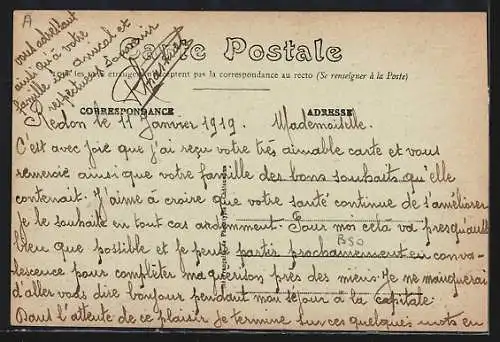 A
Carte Postale
Tous les pays étrangers n'acceptent pas la correspondance au recto (Se renseigner à la Poste)
CORRESPONDANCE
ADRESSE
Redon le 11 Janvier 1919. Mademoiselle.
C'est avec joie que j'ai reçu votre très aimable carte et vous
remercie ainsi que votre famille des bons souhaits qu'elle
contenait. J'aime à croire que votre santé continue de s'améliorer
je le souhaite en tout cas ardemment. Pour moi cela va presqu'aussi
bien que possible et je pense partir prochainement en conva-
lescence pour compléter ma guérison près des miens. Je ne manquerai
d'aller vous dire bonjour pendant mon séjour à la capitale.
Dans l'attente de ce plaisir je termine sur ces quelques mots en
vous adressant
ainsi qu'à votre
famille mon amical et
respectueux souvenir
BSO